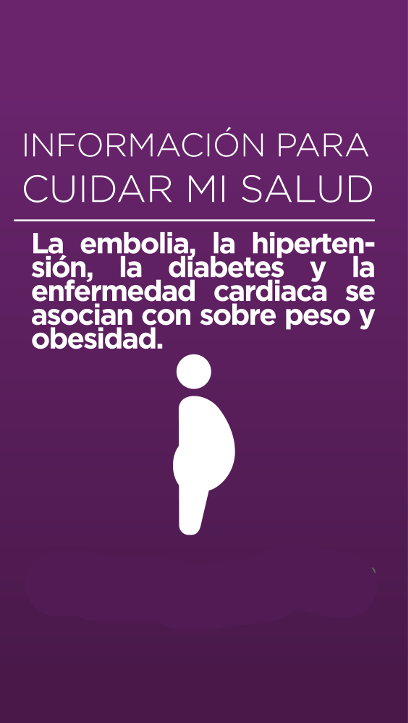 INFORMACIÓN PARA
CUIDAR MI SALUD
La embolia, la hiperten-
sión, la diabetes y la
enfermedad cardiaca se
asocian con sobre peso y
obesidad.